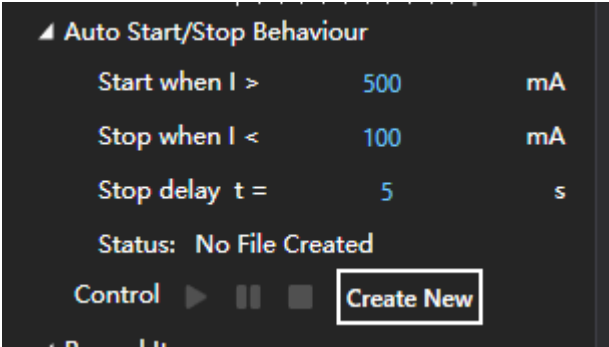 Auto Start/Stop Behaviour
Start when I > 500 mA
Stop when I < 100 mA
Stop delay t = 5 s
Status: No File Created
Control Create New